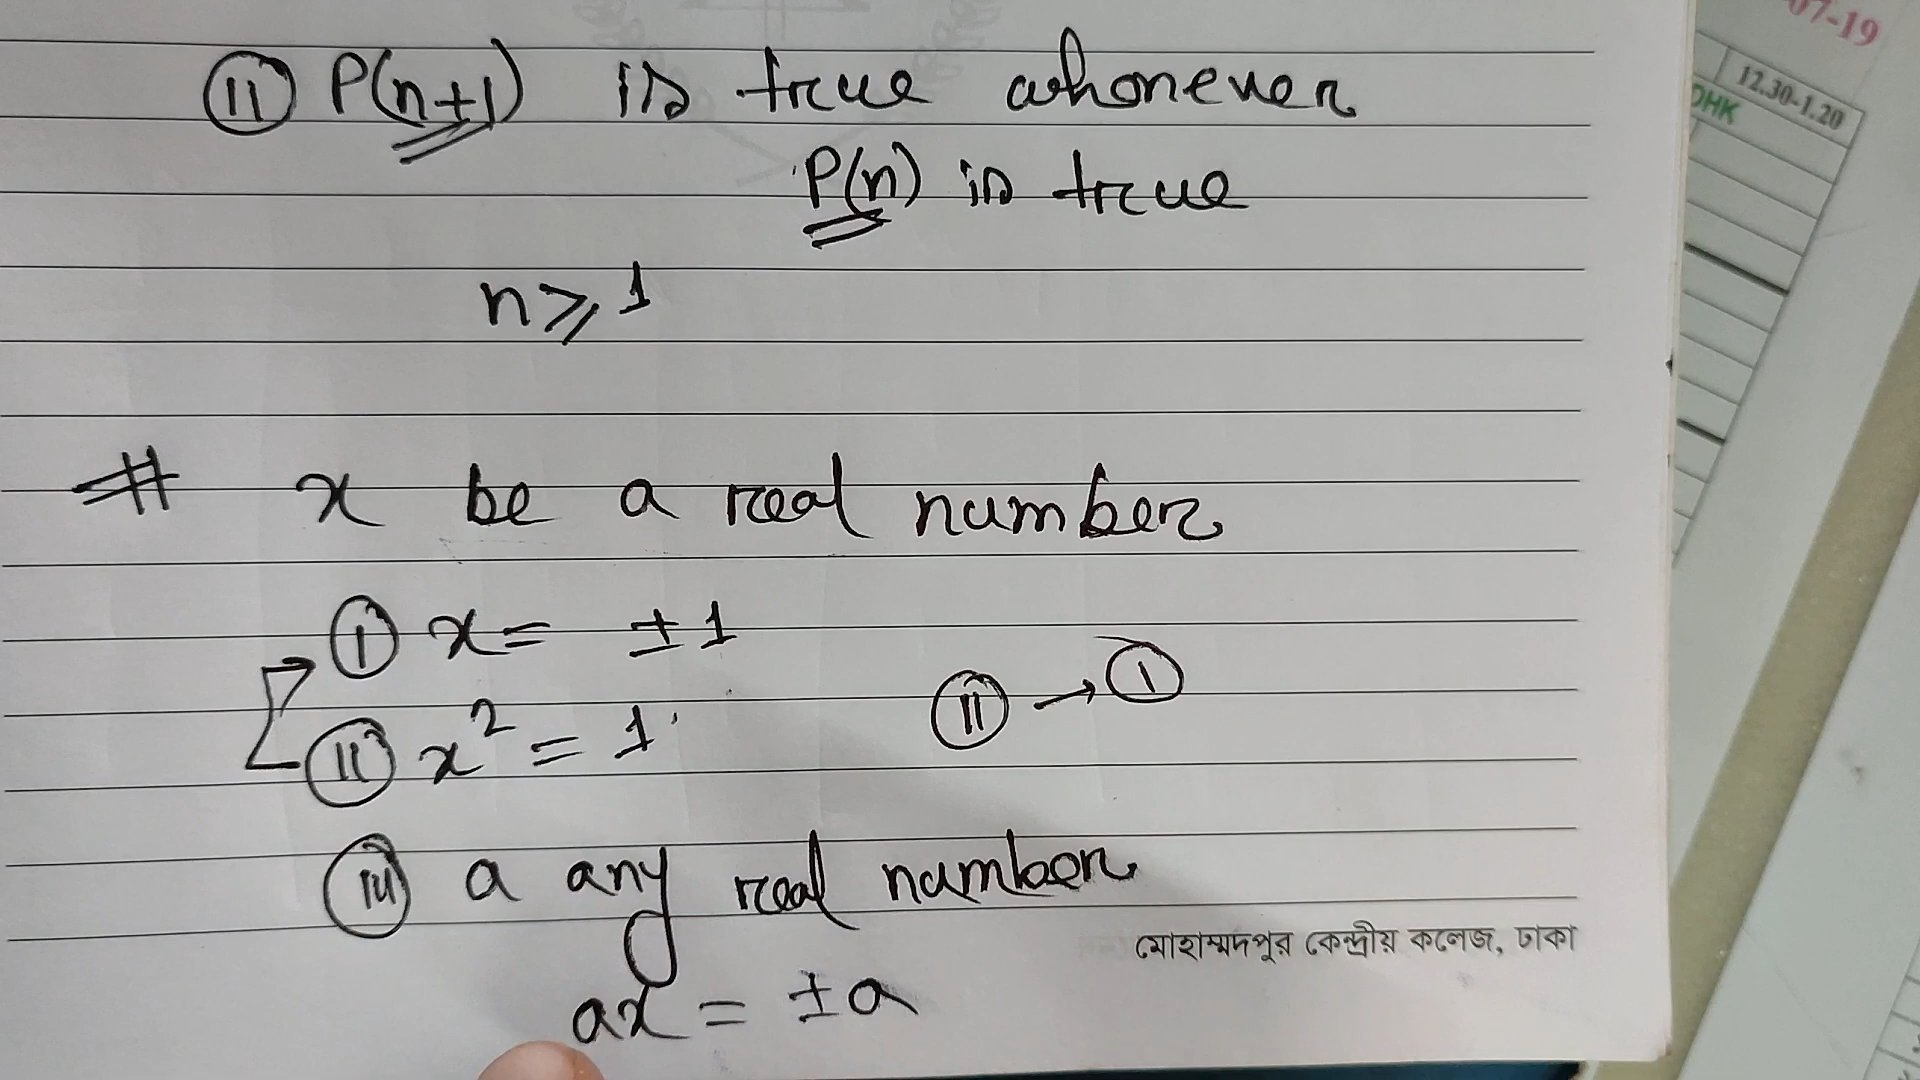 (II) P(n+1) is true whonever
P(n) is true
n ⩾ 1
# x be a real number
(I) x = ±1
(II) → (I)
(II) x² = 1
(III) a any real number
মোহাম্মদপুর কেন্দ্রীয় কলেজ, ঢাকা
ax = ±a
07-19
12.30-1.20
DHK